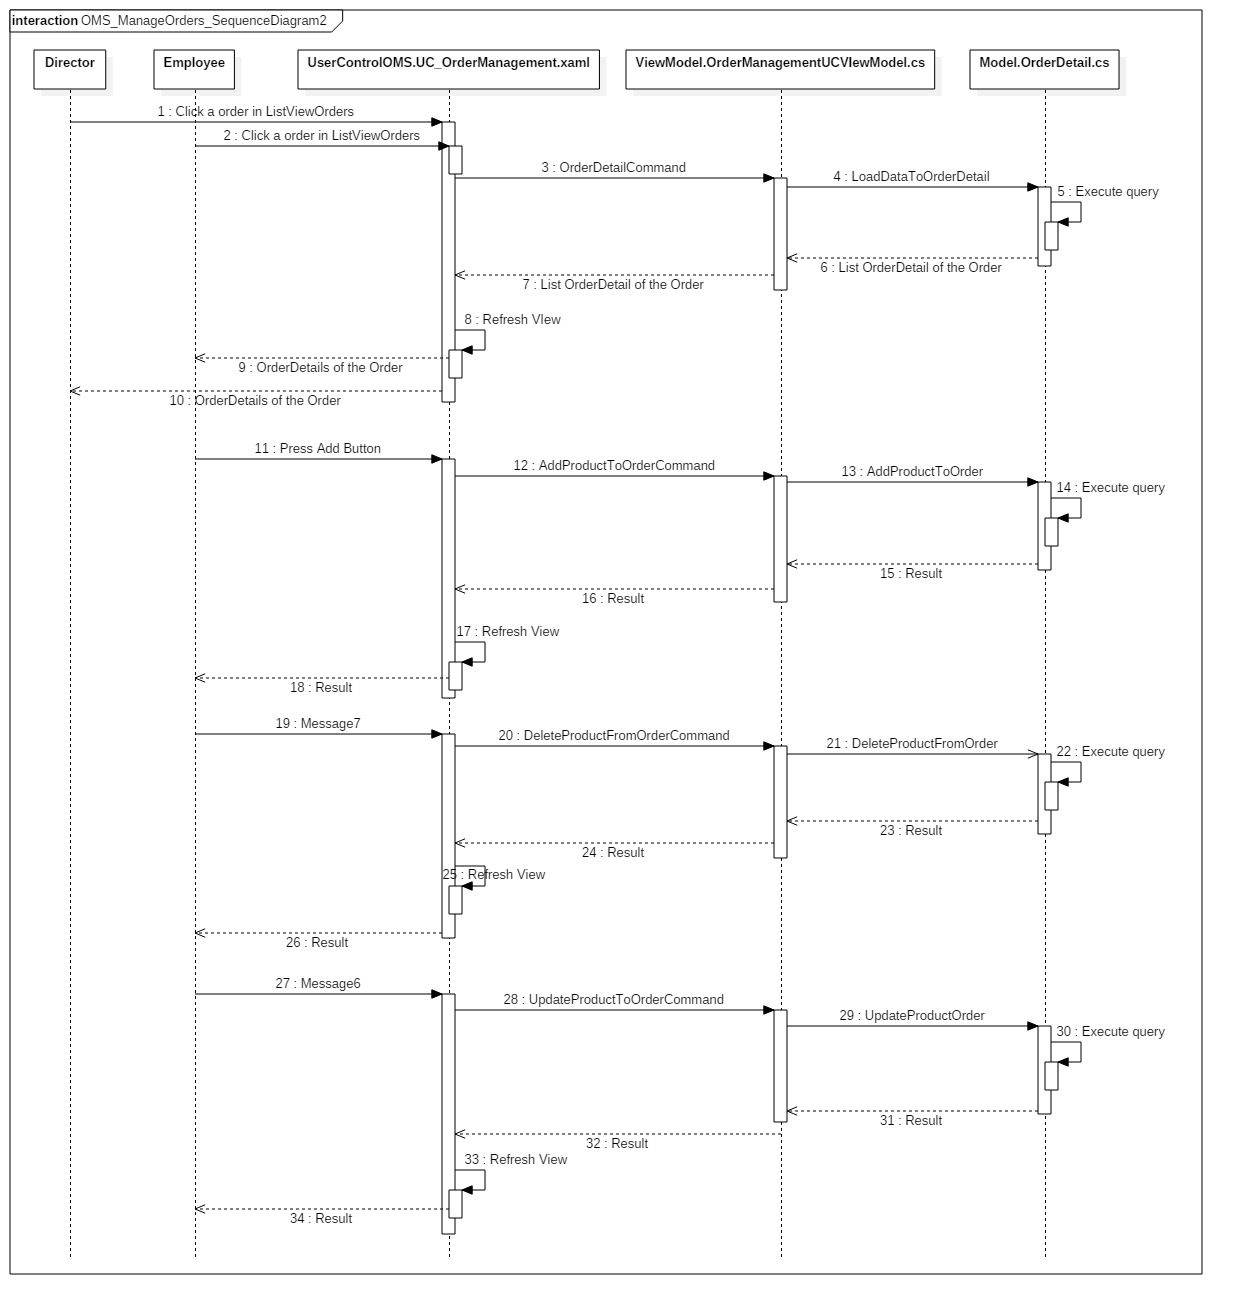 interaction OMS_ManageOrders_SequenceDiagram2
Director
Employee
UserControlOMS.UC_OrderManagement.xaml
ViewModel.OrderManagementUCVIewModel.cs
Model.OrderDetail.cs
1 : Click a order in ListViewOrders
2 : Click a order in ListViewOrders
3 : OrderDetailCommand
4 : LoadDataToOrderDetail
5 : Execute query
6 : List OrderDetail of the Order
7 : List OrderDetail of the Order
8 : Refresh VIew
9 : OrderDetails of the Order
10 : OrderDetails of the Order
11 : Press Add Button
12 : AddProductToOrderCommand
13 : AddProductToOrder
14 : Execute query
15 : Result
16 : Result
17 : Refresh View
18 : Result
19 : Message7
20 : DeleteProductFromOrderCommand
21 : DeleteProductFromOrder
22 : Execute query
23 : Result
24 : Result
25 : Refresh View
26 : Result
27 : Message6
28 : UpdateProductToOrderCommand
29 : UpdateProductOrder
30 : Execute query
31 : Result
32 : Result
33 : Refresh View
34 : Result